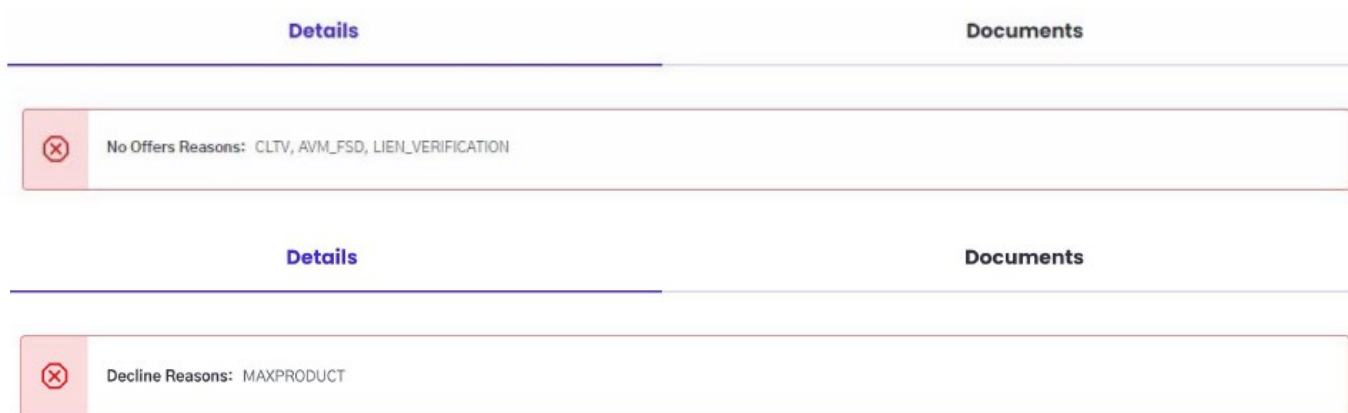 Details Documents
No Offers Reasons: CLTV, AVM_FSD, LIEN_VERIFICATION
Details Documents
Decline Reasons: MAXPRODUCT